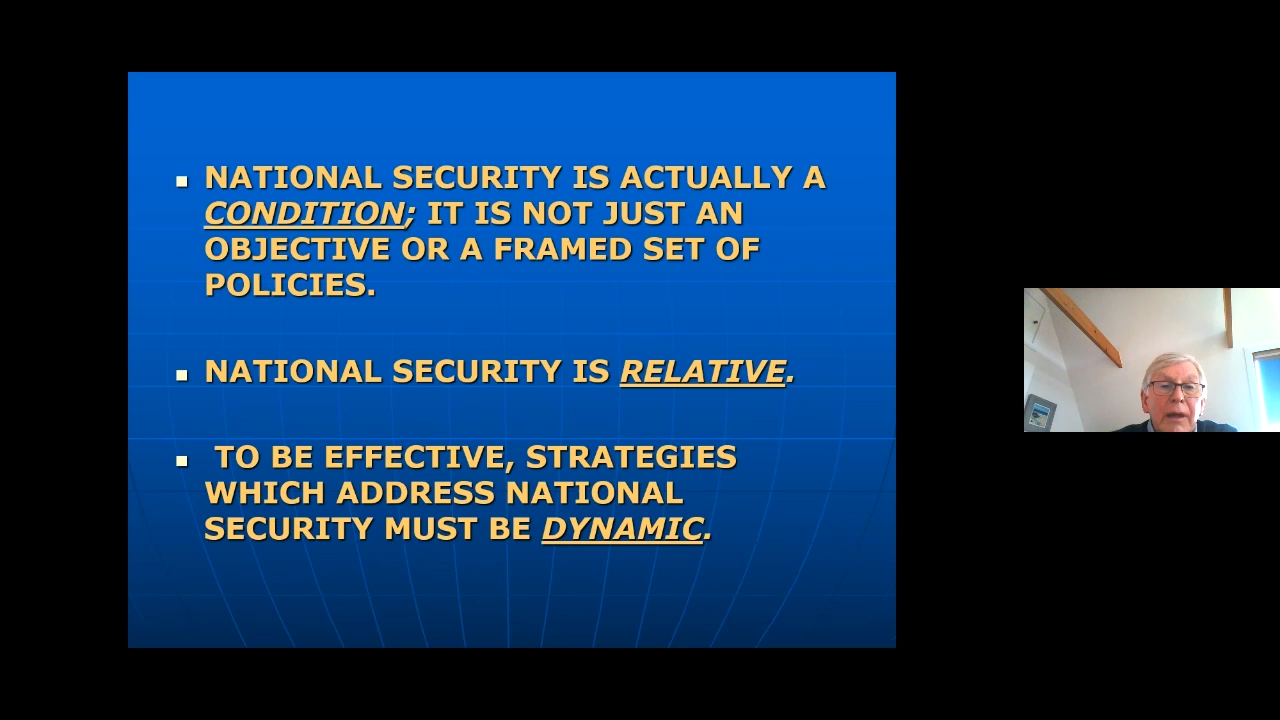 NATIONAL SECURITY IS ACTUALLY A
CONDITION; IT IS NOT JUST AN
OBJECTIVE OR A FRAMED SET OF
POLICIES.
NATIONAL SECURITY IS RELATIVE.
TO BE EFFECTIVE, STRATEGIES
WHICH ADDRESS NATIONAL
SECURITY MUST BE DYNAMIC.